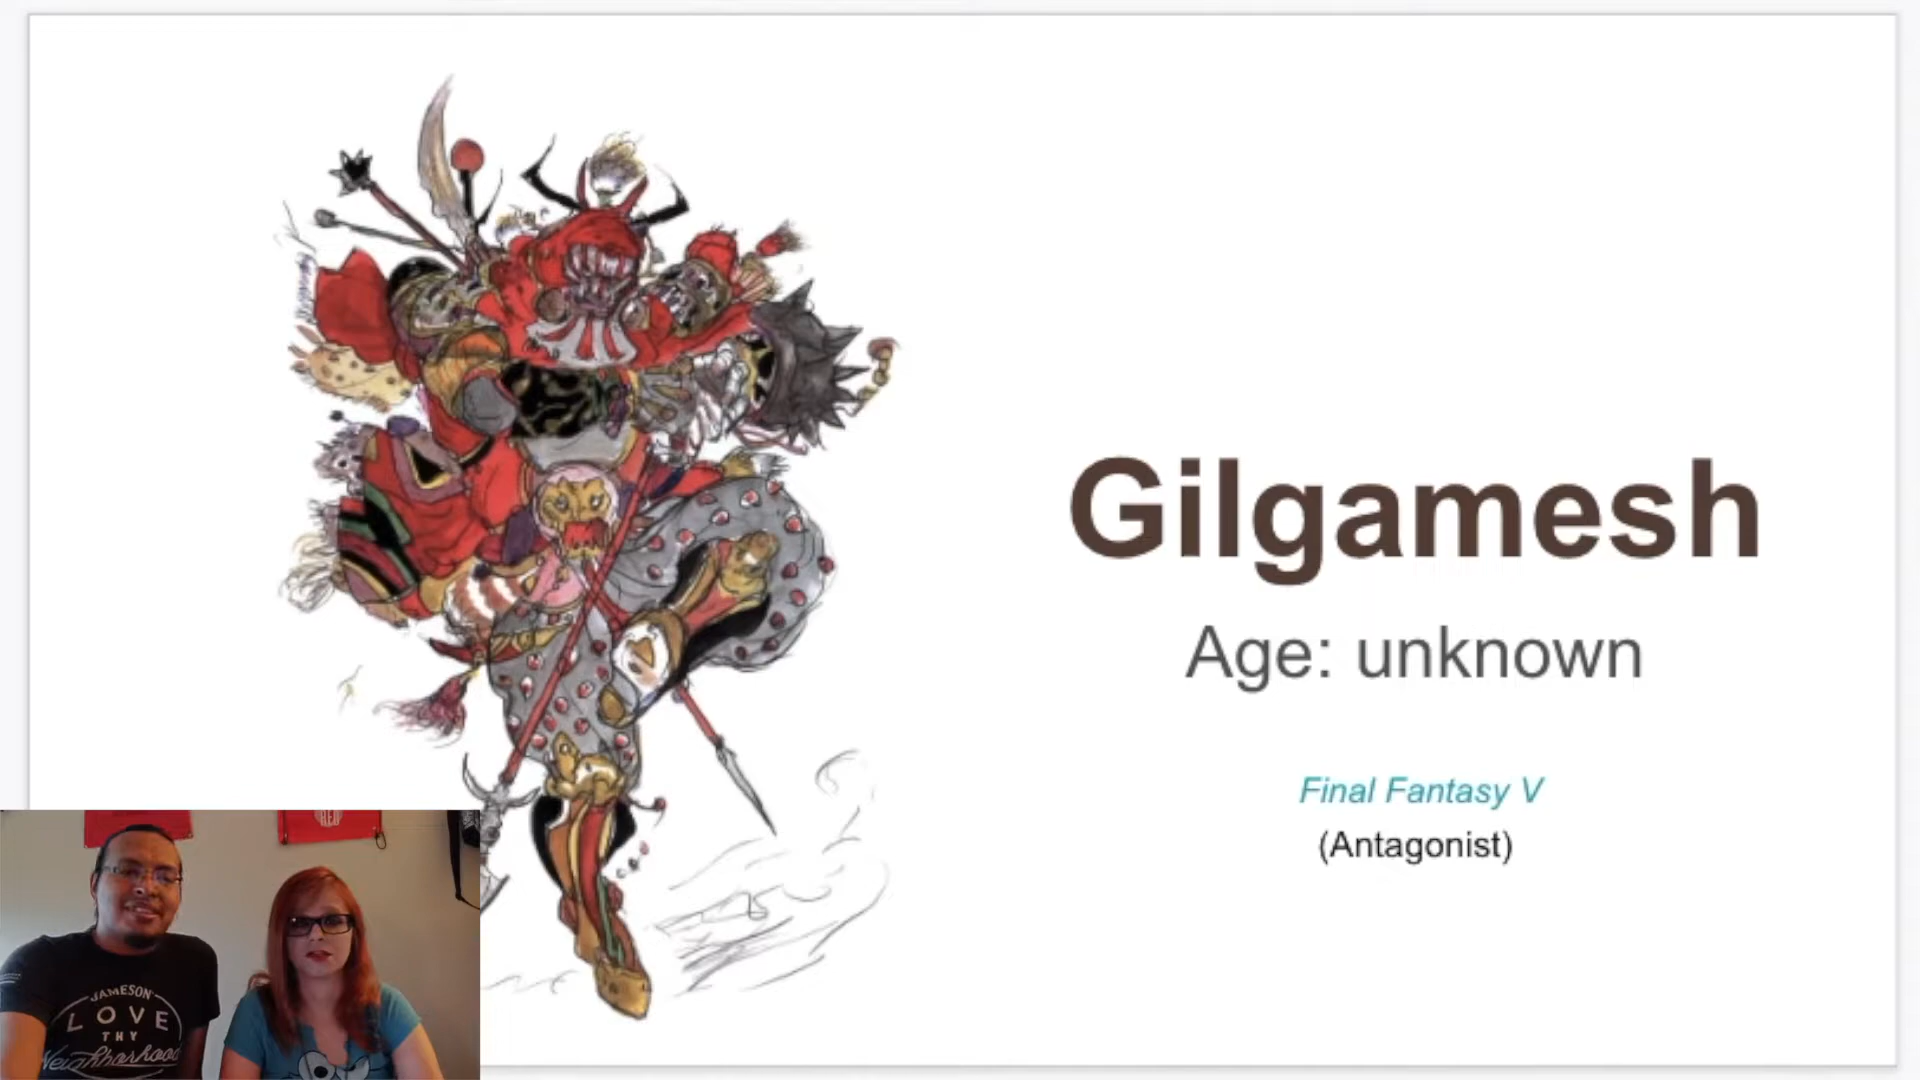 Gilgamesh
Age: unknown
Final Fantasy V
(Antagonist)
JAMESON
LOVE
THY
Neighborhood